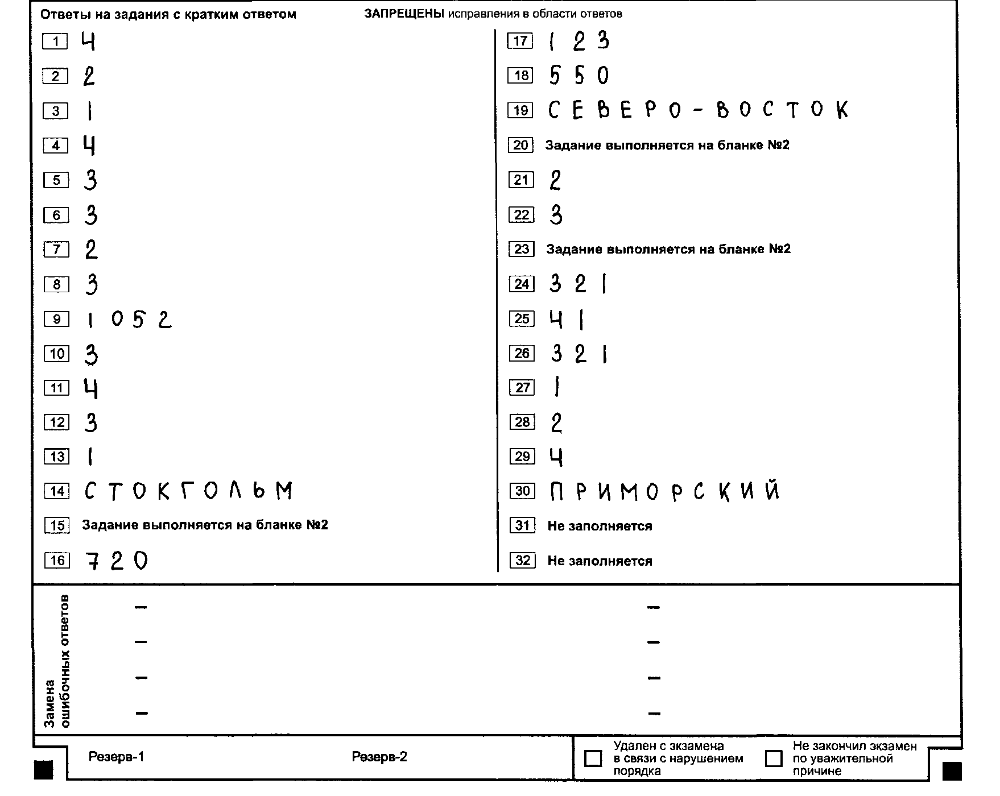 Ответы на задания с кратким ответом
ЗАПРЕЩЕНЫ исправления в области ответов
1 4
2 2
3 1
4 4
5 3
6 3
7 2
8 3
9 1052
10 3
11 4
12 3
13 1
14 СТОКГОЛЬМ
15 Задание выполняется на бланке №2
16 720
17 123
18 550
19 СЕВЕРО-ВОСТОК
20 Задание выполняется на бланке №2
21 2
22 3
23 Задание выполняется на бланке №2
24 321
25 41
26 321
27 1
28 2
29 4
30 ПРИМОРСКИЙ
31 Не заполняется
32 Не заполняется
Замена
ошибочных ответов
–
–
–
–
–
–
–
–
Резерв-1
Резерв-2
Удален с экзамена
в связи с нарушением
порядка
Не закончил экзамен
по уважительной
причине